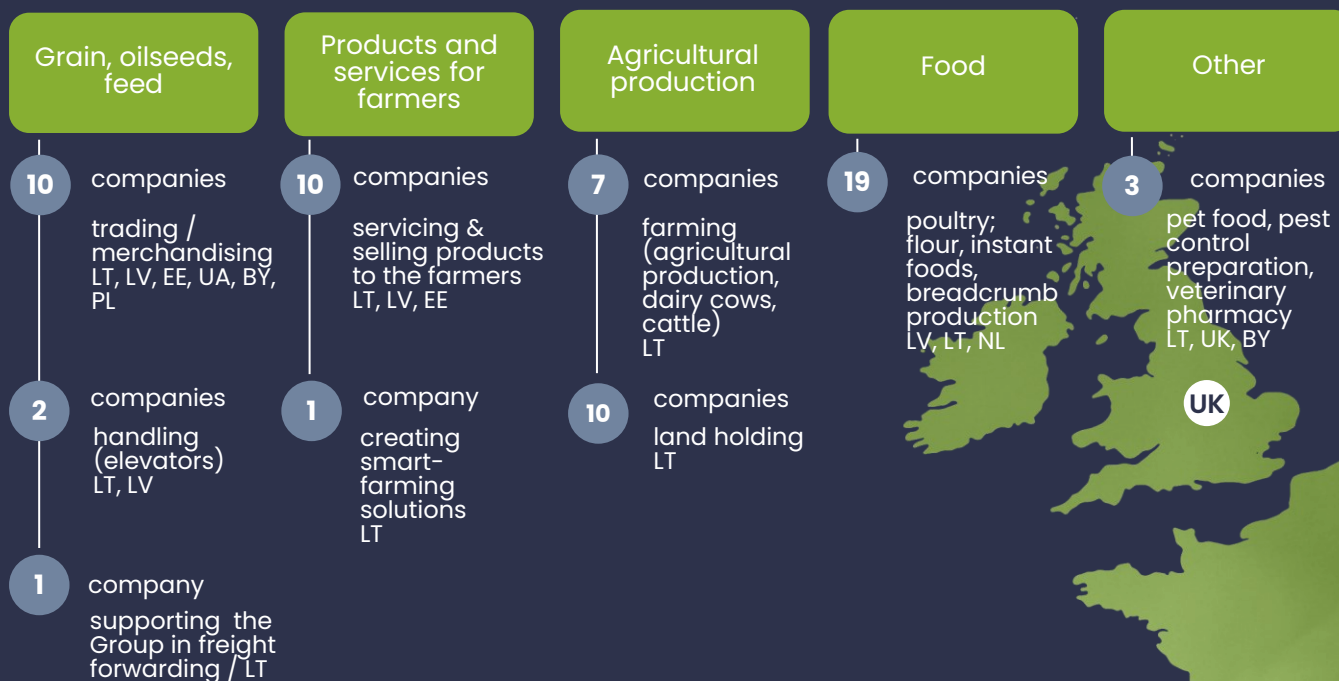 Grain, oilseeds,
feed
10
companies
trading /
merchandising
LT, LV, EE, UA, BY,
PL
2
companies
handling
(elevators)
LT, LV
1
company
supporting the
Group in freight
forwarding / LT
Products and
services for
farmers
10
companies
servicing &
selling products
to the farmers
LT, LV, EE
1
company
creating
smart-
farming
solutions
LT
Agricultural
production
7
companies
farming
(agricultural
production,
dairy cows,
cattle)
LT
10
companies
land holding
LT
Food
19
companies
poultry;
flour, instant
foods,
breadcrumb
production
LV, LT, NL
Other
3
companies
pet food, pest
control
preparation,
veterinary
pharmacy
LT, UK, BY
UK